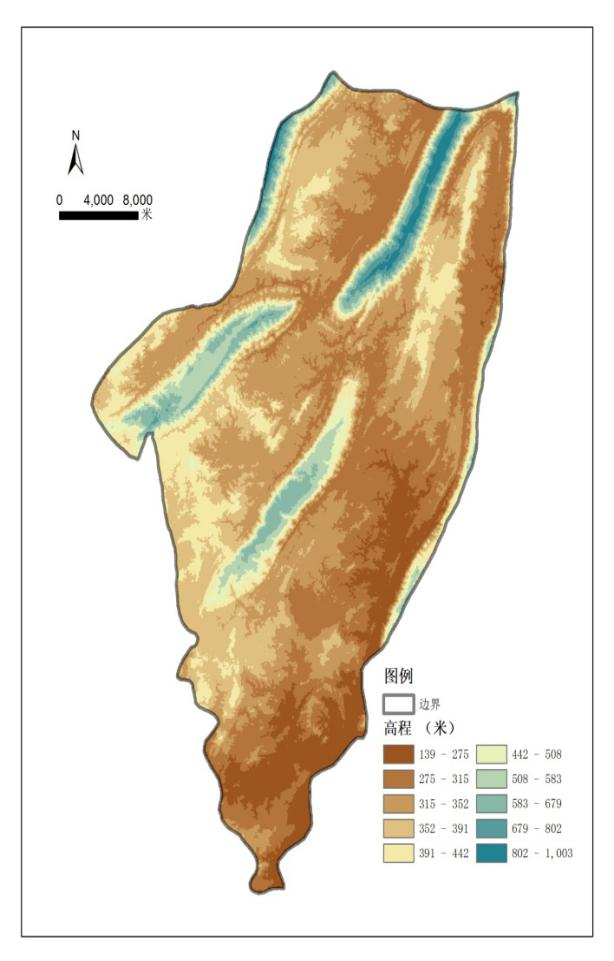 N
0 4,000 8,000
米
图例
边界
高程 （米）
139 - 275
275 - 315
315 - 352
352 - 391
391 - 442
442 - 508
508 - 583
583 - 679
679 - 802
802 - 1,003